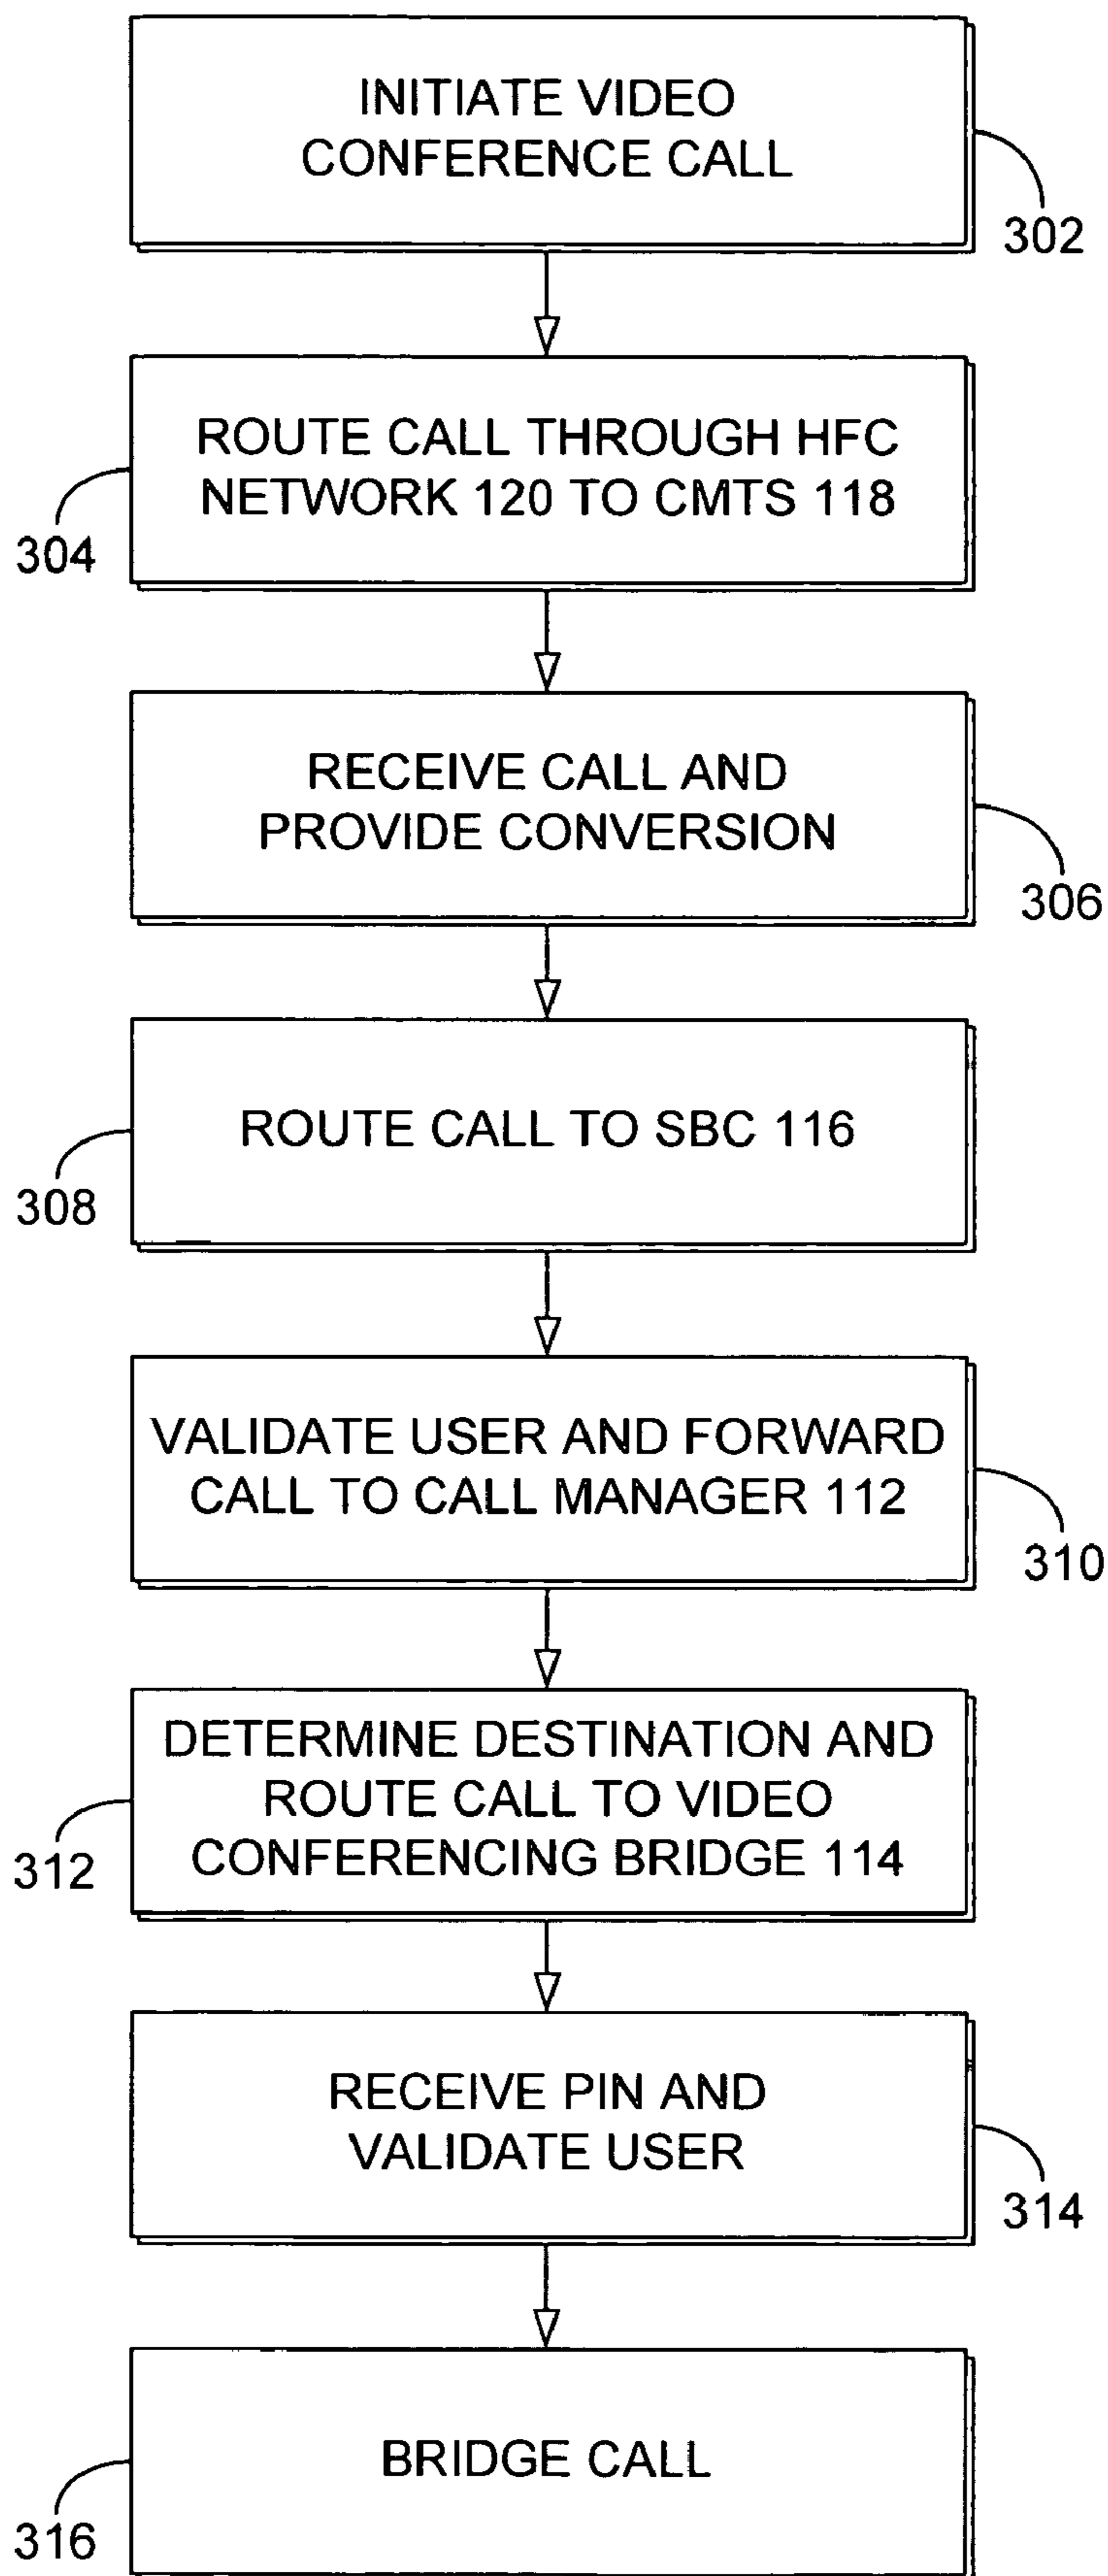 INITIATE VIDEO
CONFERENCE CALL
302
ROUTE CALL THROUGH HFC
NETWORK 120 TO CMTS 118
304
RECEIVE CALL AND
PROVIDE CONVERSION
306
ROUTE CALL TO SBC 116
308
VALIDATE USER AND FORWARD
CALL TO CALL MANAGER 112
310
DETERMINE DESTINATION AND
ROUTE CALL TO VIDEO
CONFERENCING BRIDGE 114
312
RECEIVE PIN AND
VALIDATE USER
314
BRIDGE CALL
316